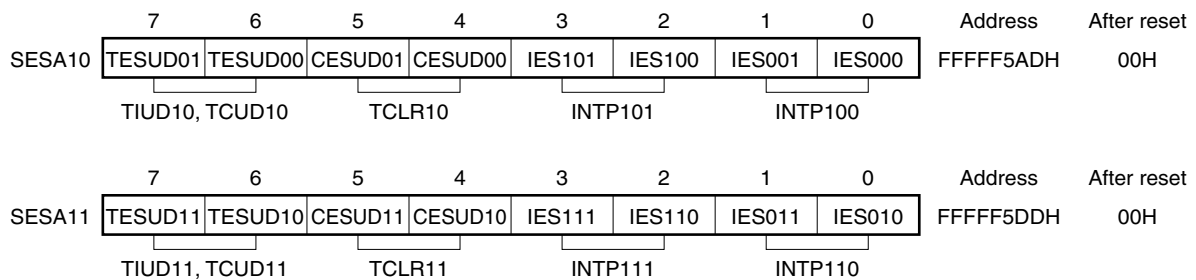 7 6 5 4 3 2 1 0 Address After reset
SESA10 TESUD01 TESUD00 CESUD01 CESUD00 IES101 IES100 IES001 IES000 FFFFF5ADH 00H
TIUD10, TCUD10 TCLR10 INTP101 INTP100
7 6 5 4 3 2 1 0 Address After reset
SESA11 TESUD11 TESUD10 CESUD11 CESUD10 IES111 IES110 IES011 IES010 FFFFF5DDH 00H
TIUD11, TCUD11 TCLR11 INTP111 INTP110